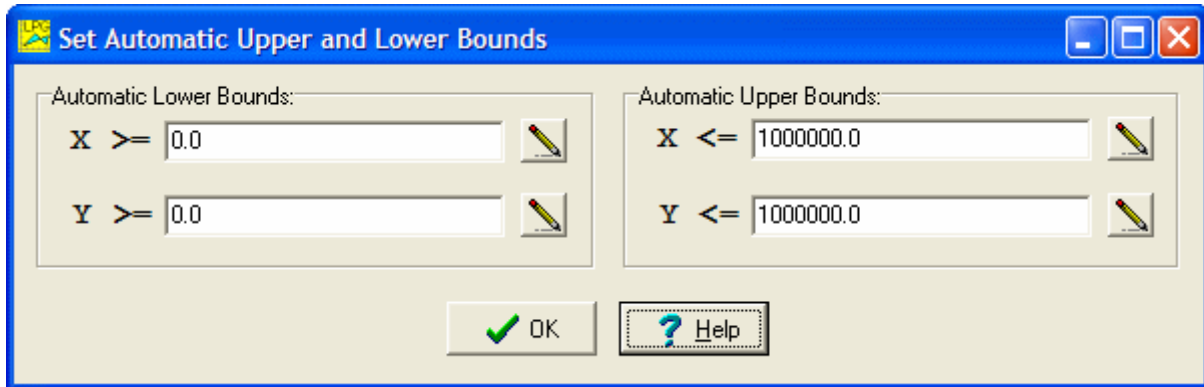 LPG
Set Automatic Upper and Lower Bounds
Automatic Lower Bounds:
X >= 0.0
Y >= 0.0
Automatic Upper Bounds:
X <= 1000000.0
Y <= 1000000.0
OK
? Help